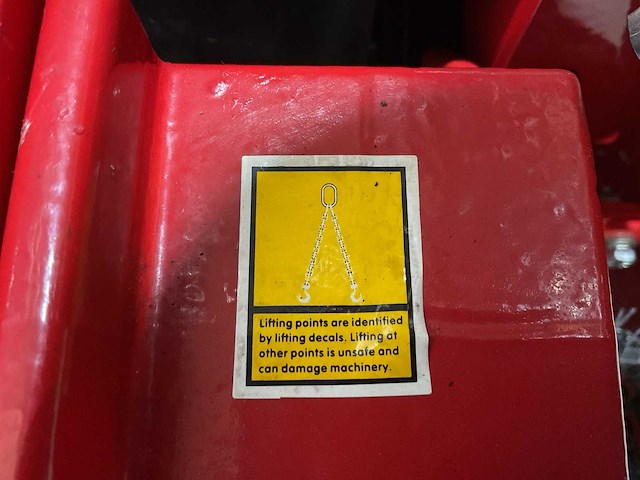 Lifting points are identified
by lifting decals. Lifting at
other points is unsafe and
can damage machinery.